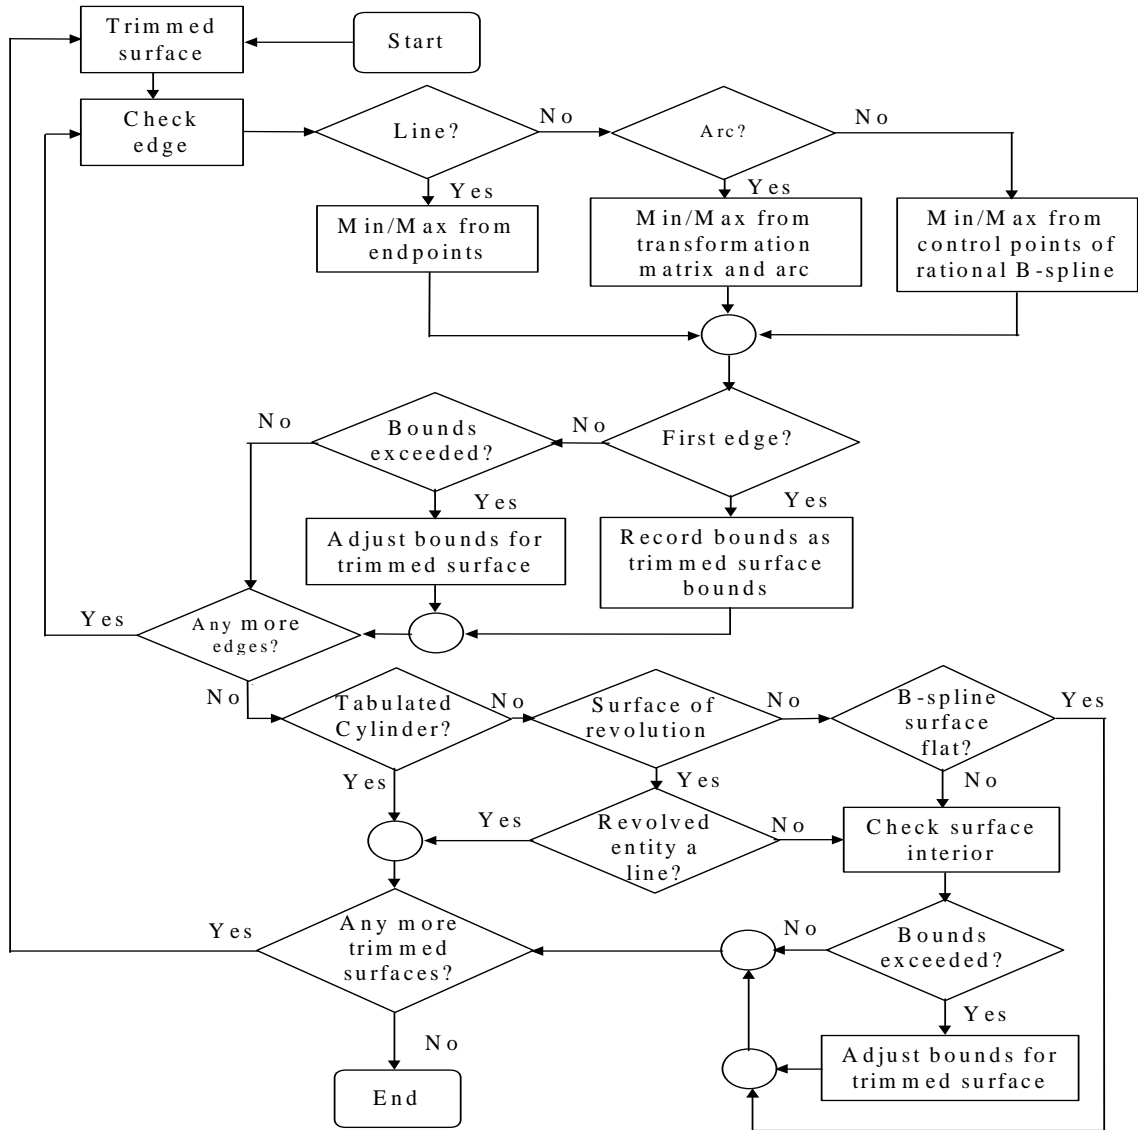 Trimmed
surface
Start
Check
edge
Line?
No
Arc?
No
Yes
Yes
Min/Max from
endpoints
Min/Max from
transformation
matrix and arc
Min/Max from
control points of
rational B-spline
No
Bounds
exceeded?
No
First edge?
Yes
Yes
Adjust bounds for
trimmed surface
Record bounds as
trimmed surface
bounds
Yes
Any more
edges?
No
Tabulated
Cylinder?
No
Surface of
revolution
No
B-spline
surface
flat?
Yes
Yes
Yes
No
Yes
Revolved
entity a
line?
No
Check surface
interior
Yes
Any more
trimmed
surfaces?
No
Bounds
exceeded?
Yes
No
Adjust bounds for
trimmed surface
End